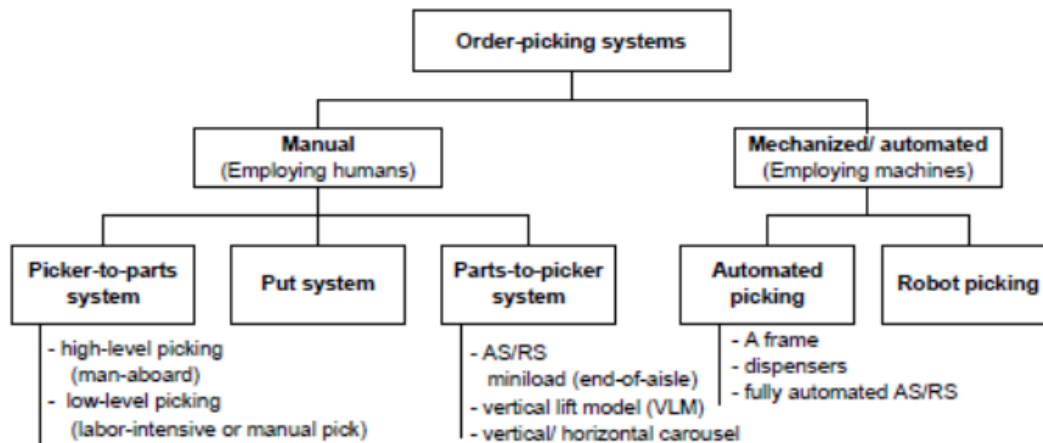 Order-picking systems
Manual
(Employing humans)
Mechanized/ automated
(Employing machines)
Picker-to-parts
system
Put system
Parts-to-picker
system
Automated
picking
Robot picking
- high-level picking
(man-aboard)
- low-level picking
(labor-intensive or manual pick)
- AS/RS
miniload (end-of-aisle)
- vertical lift model (VLM)
- vertical/ horizontal carousel
- A frame
- dispensers
- fully automated AS/RS